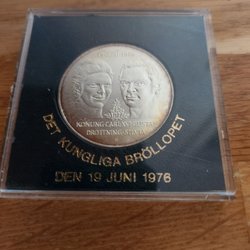 KONUNG CARL XVI GUSTAF
DROTTNING SILVIA
DET KUNGLIGA BRÖLLOPET
DEN 19 JUNI 1976